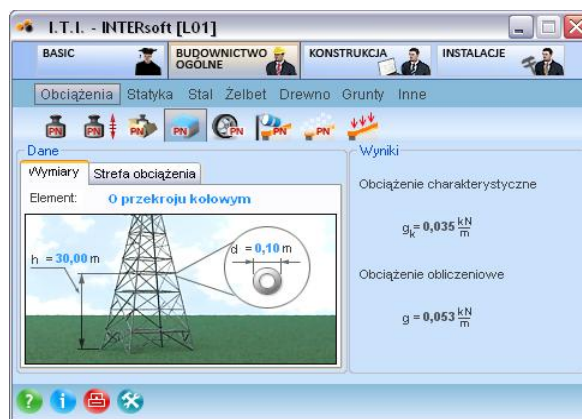 I.T.I. - INTERsoft [L01]
BASIC
BUDOWNICTWO
OGÓLNE
KONSTRUKCJA
INSTALACJE
Obciążenia Statyka Stal Żelbet Drewno Grunty Inne
PN PN PN PN PN PN PN
Dane
Wymiary Strefa obciążenia
Element: O przekroju kołowym
h = 30,00 m
d = 0,10 m
Wyniki
Obciążenie charakterystyczne
gk= 0,035 kN/m
Obciążenie obliczeniowe
g = 0,053 kN/m
? i